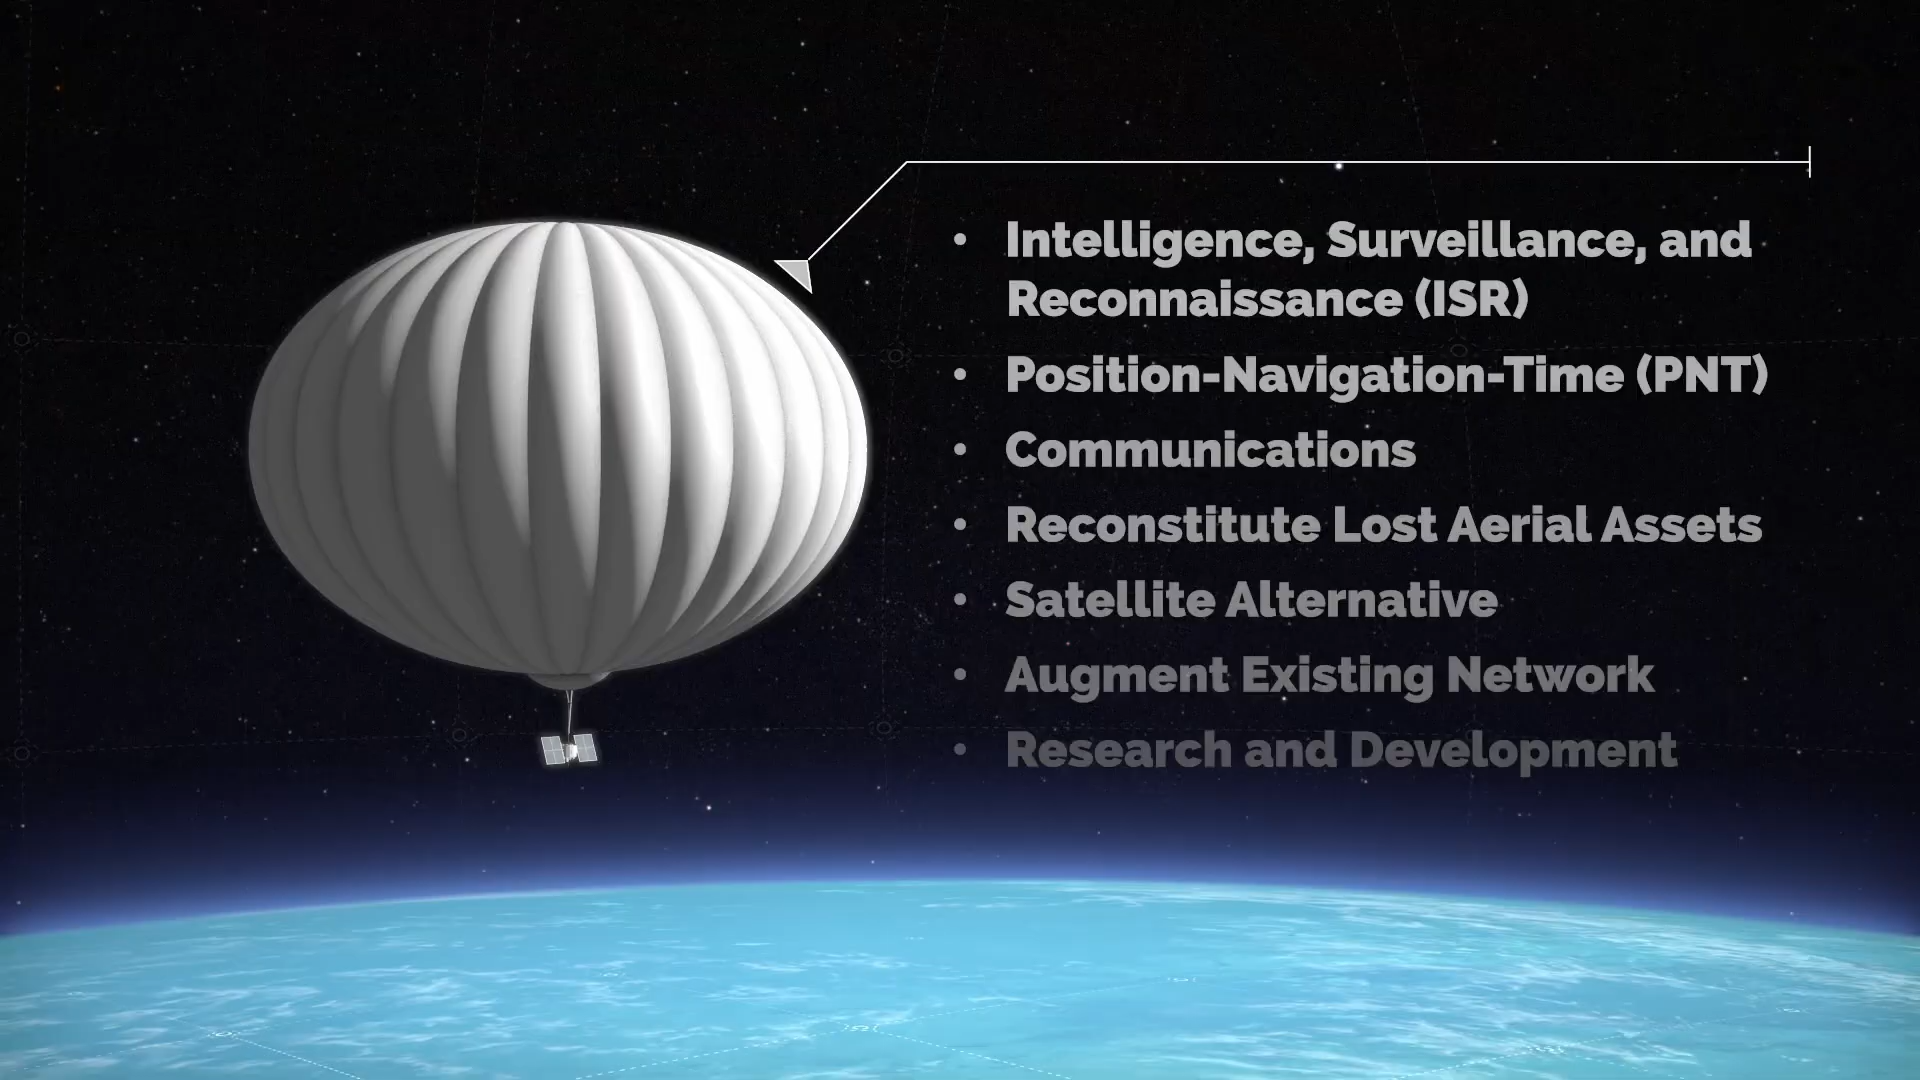 • Intelligence, Surveillance, and
Reconnaissance (ISR)
• Position-Navigation-Time (PNT)
• Communications
• Reconstitute Lost Aerial Assets
• Satellite Alternative
• Augment Existing Network
• Research and Development